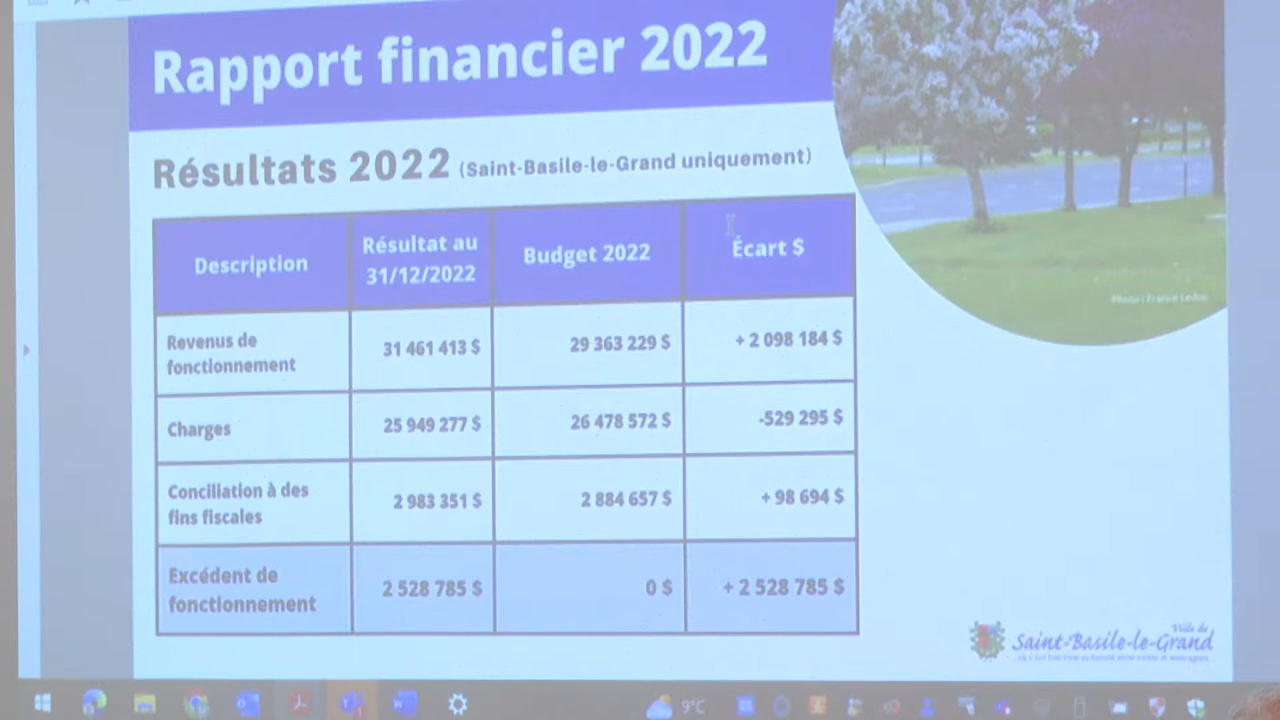 Rapport financier 2022
Résultats 2022 (Saint-Basile-le-Grand uniquement)
Description
Résultat au
31/12/2022
Budget 2022
Écart $
Revenus de
fonctionnement
31 461 413 $
29 363 229 $
+ 2 098 184 $
Charges
25 949 277 $
26 478 572 $
-529 295 $
Conciliation à des
fins fiscales
2 983 351 $
2 884 657 $
+ 98 694 $
Excédent de
fonctionnement
2 528 785 $
0 $
+ 2 528 785 $
Photo : France Leduc
Ville de
Saint-Basile-le-Grand
9°C